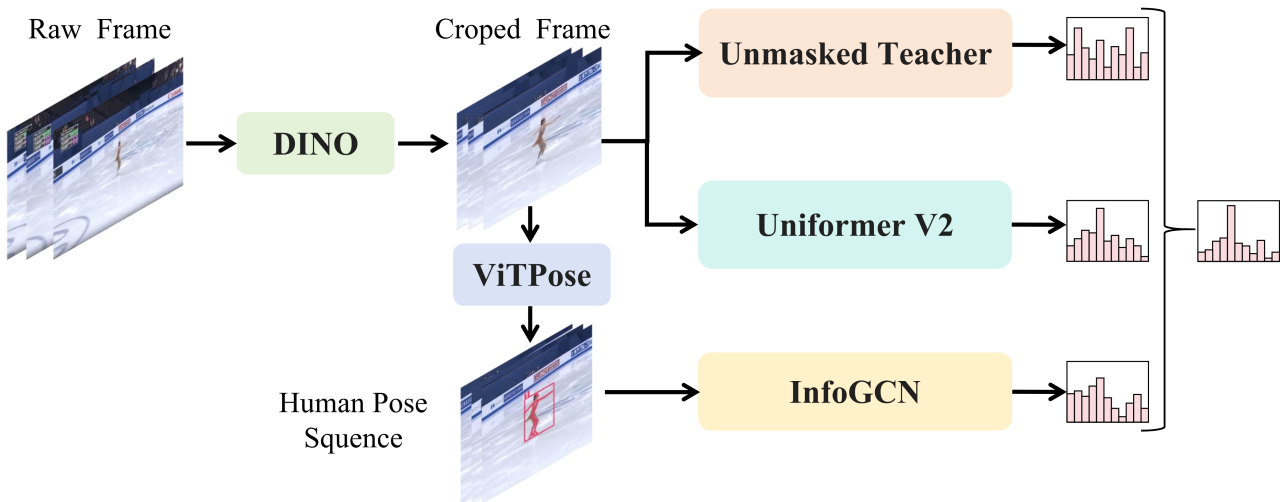 Raw Frame
Croped Frame
DINO
Unmasked Teacher
Uniformer V2
ViTPose
Human Pose
Squence
InfoGCN